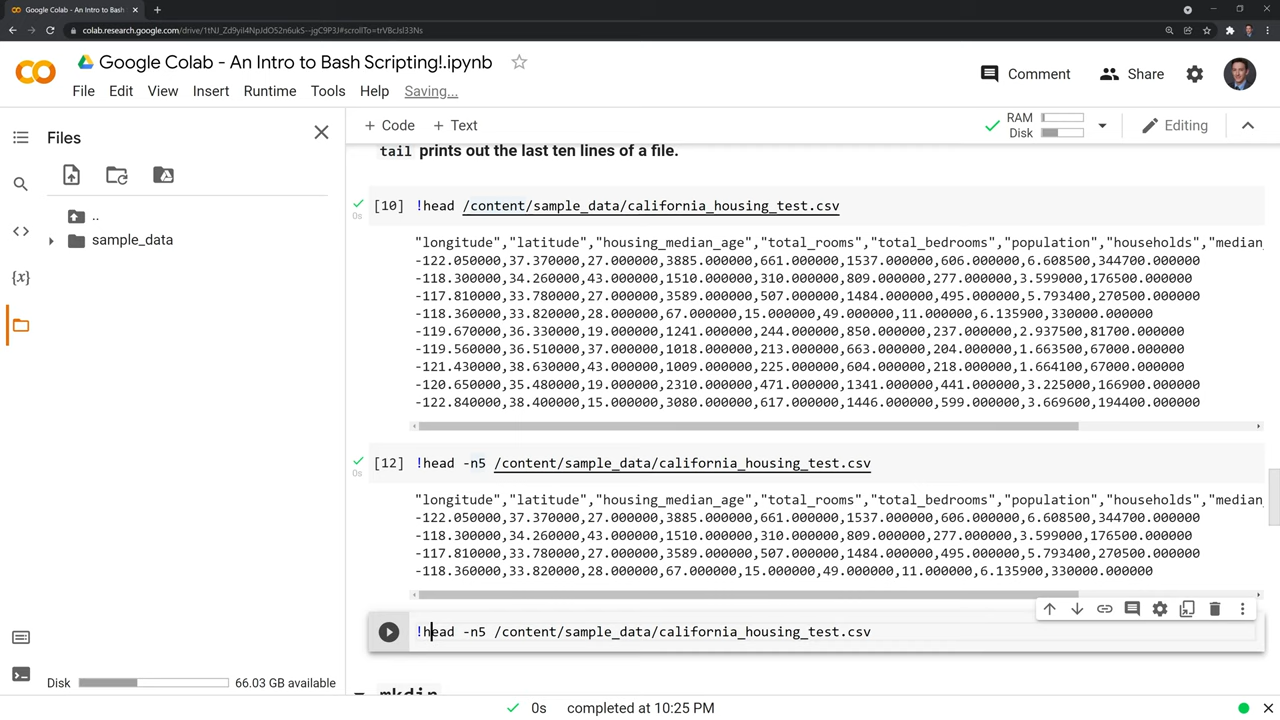 Google Colab - An Intro to Bash
colab.research.google.com/drive/1tNJ_Zd9yil4NpJdO52n6ukS--jgC9P3J#scrollTo=trVBcJsl33Ns
Google Colab - An Intro to Bash Scripting!.ipynb
Comment
Share
File Edit View Insert Runtime Tools Help Saving...
Files
+ Code + Text
RAM
Disk
Editing
..
sample_data
tail prints out the last ten lines of a file.
[10] !head /content/sample_data/california_housing_test.csv
0s
"longitude","latitude","housing_median_age","total_rooms","total_bedrooms","population","households","median_
-122.050000,37.370000,27.000000,3885.000000,661.000000,1537.000000,606.000000,6.608500,344700.000000
-118.300000,34.260000,43.000000,1510.000000,310.000000,809.000000,277.000000,3.599000,176500.000000
-117.810000,33.780000,27.000000,3589.000000,507.000000,1484.000000,495.000000,5.793400,270500.000000
-118.360000,33.820000,28.000000,67.000000,15.000000,49.000000,11.000000,6.135900,330000.000000
-119.670000,36.330000,19.000000,1241.000000,244.000000,850.000000,237.000000,2.937500,81700.000000
-119.560000,36.510000,37.000000,1018.000000,213.000000,663.000000,204.000000,1.663500,67000.000000
-121.430000,38.630000,43.000000,1009.000000,225.000000,604.000000,218.000000,1.664100,67000.000000
-120.650000,35.480000,19.000000,2310.000000,471.000000,1341.000000,441.000000,3.225000,166900.000000
-122.840000,38.400000,15.000000,3080.000000,617.000000,1446.000000,599.000000,3.669600,194400.000000
[12] !head -n5 /content/sample_data/california_housing_test.csv
0s
"longitude","latitude","housing_median_age","total_rooms","total_bedrooms","population","households","median_
-122.050000,37.370000,27.000000,3885.000000,661.000000,1537.000000,606.000000,6.608500,344700.000000
-118.300000,34.260000,43.000000,1510.000000,310.000000,809.000000,277.000000,3.599000,176500.000000
-117.810000,33.780000,27.000000,3589.000000,507.000000,1484.000000,495.000000,5.793400,270500.000000
-118.360000,33.820000,28.000000,67.000000,15.000000,49.000000,11.000000,6.135900,330000.000000
!head -n5 /content/sample_data/california_housing_test.csv
mkdir
Disk 66.03 GB available
0s completed at 10:25 PM